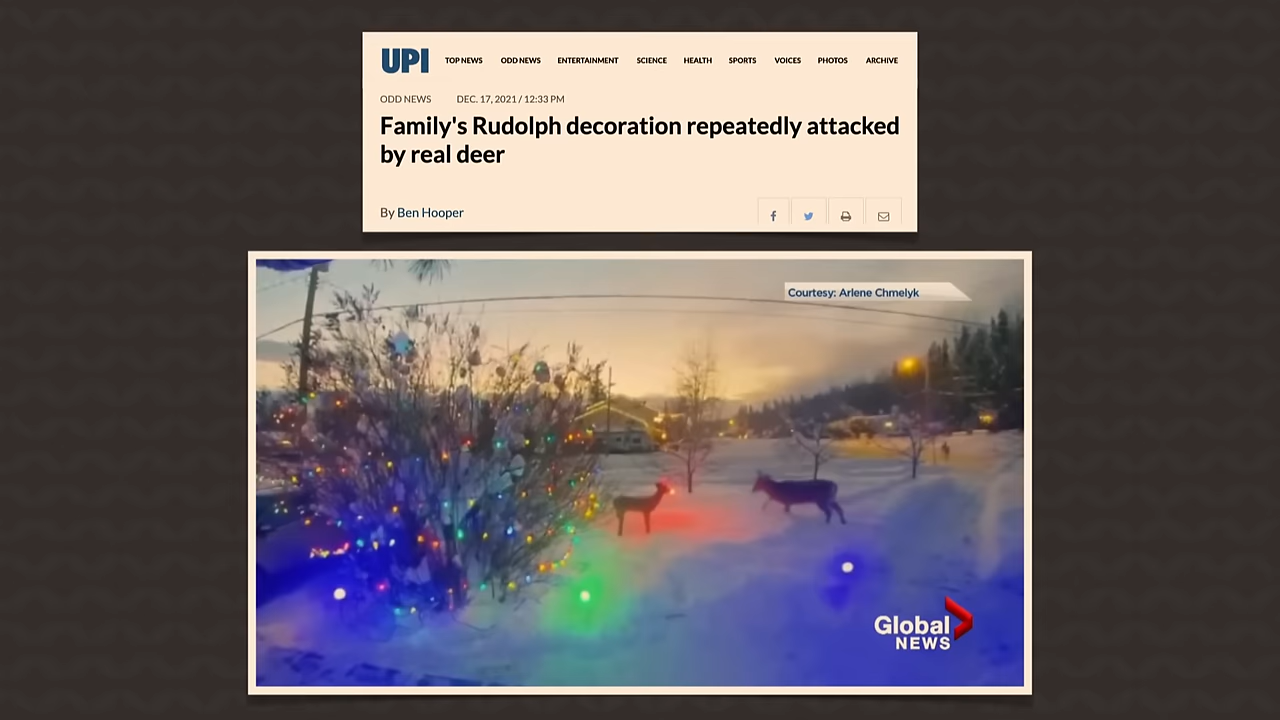 UPI TOP NEWS ODD NEWS ENTERTAINMENT SCIENCE HEALTH SPORTS VOICES PHOTOS ARCHIVE
ODD NEWS DEC. 17, 2021 / 12:33 PM
Family's Rudolph decoration repeatedly attacked
by real deer
By Ben Hooper
Courtesy: Arlene Chmelyk
Global
NEWS